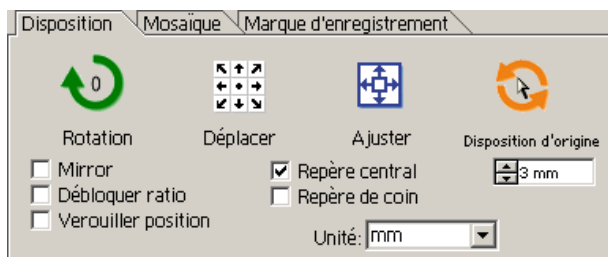 Disposition Mosaïque Marque d'enregistrement
0
Rotation Déplacer Ajuster Disposition d'origine
Mirror Repère central 3 mm
Débloquer ratio Repère de coin
Verouiller position
Unité: mm